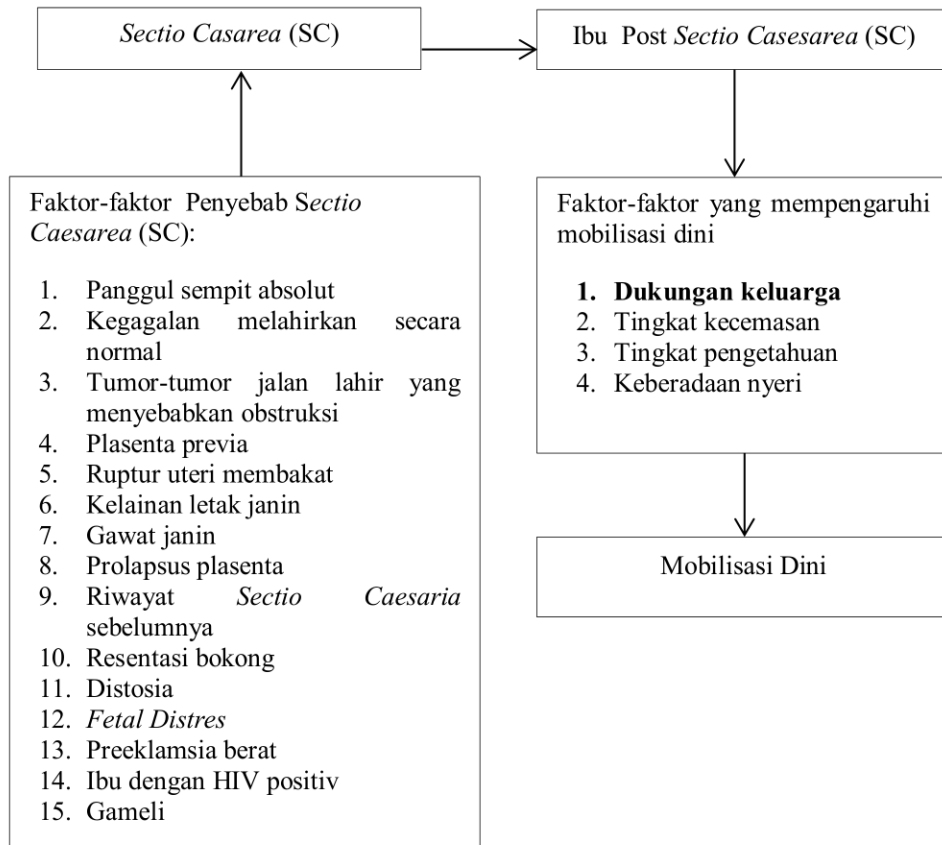 Sectio Casarea (SC)
Ibu Post Sectio Casesarea (SC)
Faktor-faktor Penyebab Sectio
Caesarea (SC):
1. Panggul sempit absolut
2. Kegagalan melahirkan secara
normal
3. Tumor-tumor jalan lahir yang
menyebabkan obstruksi
4. Plasenta previa
5. Ruptur uteri membakat
6. Kelainan letak janin
7. Gawat janin
8. Prolapsus plasenta
9. Riwayat Sectio Caesaria
sebelumnya
10. Resentasi bokong
11. Distosia
12. Fetal Distres
13. Preeklamsia berat
14. Ibu dengan HIV positiv
15. Gameli
Faktor-faktor yang mempengaruhi
mobilisasi dini
1. Dukungan keluarga
2. Tingkat kecemasan
3. Tingkat pengetahuan
4. Keberadaan nyeri
Mobilisasi Dini